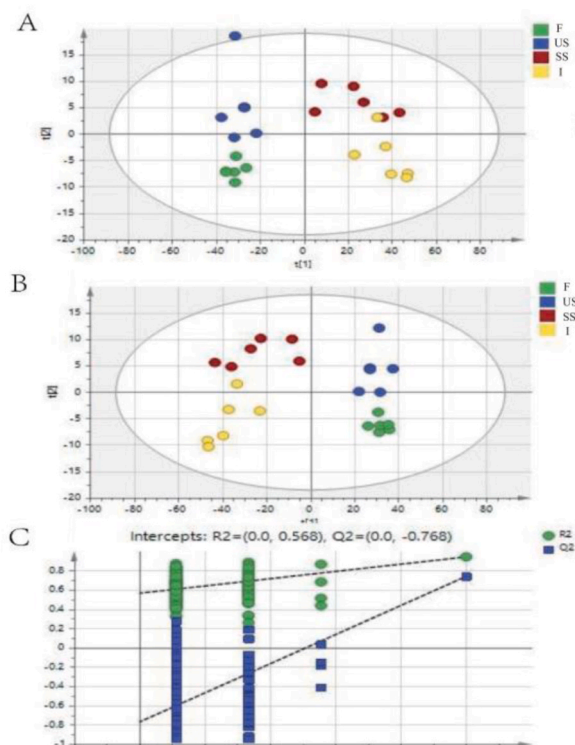 A
F
US
SS
I
15
10
5
0
-5
-10
-15
-20
t[2]
-100 -80 -60 -40 -20 0 20 40 60 80
t[1]
B
F
US
SS
I
15
10
5
0
-5
-10
-15
-20
t[2]
-100 -80 -60 -40 -20 0 20 40 60 80
C
Intercepts: R2=(0.0, 0.568), Q2=(0.0, -0.768)
R2
Q2
0.8
0.6
0.4
0.2
0
-0.2
-0.4
-0.6
-0.8
-1